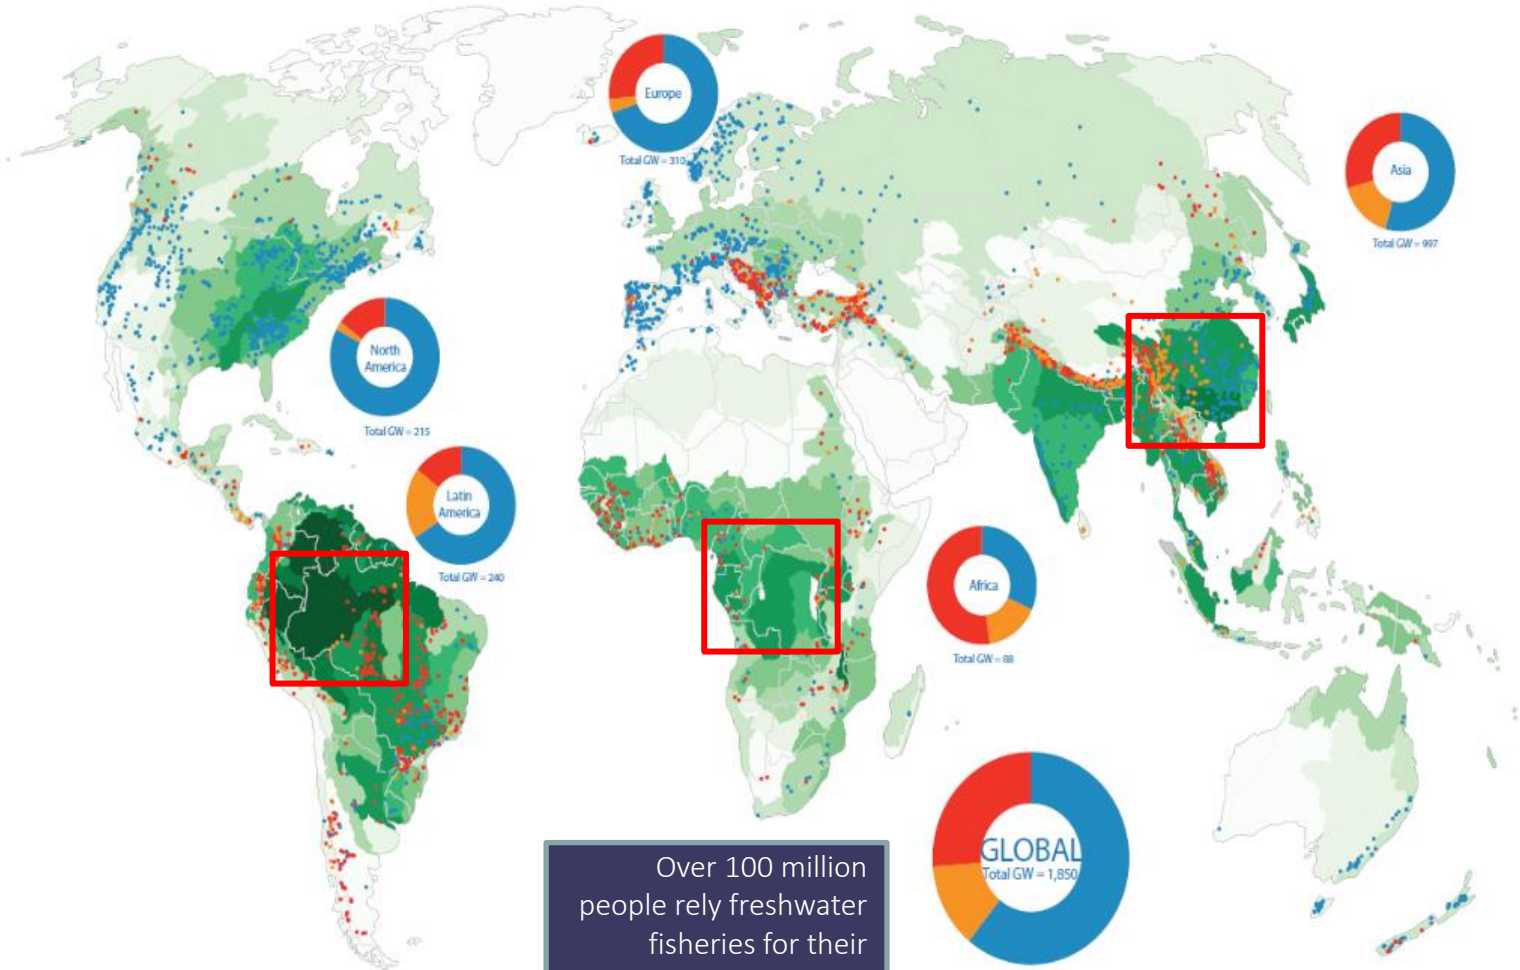 Europe
Total GW = 310
Asia
Total GW = 997
North
America
Total GW = 215
Latin
America
Total GW = 240
Africa
Total GW = 88
GLOBAL
Total GW = 1,850
Over 100 million
people rely freshwater
fisheries for their